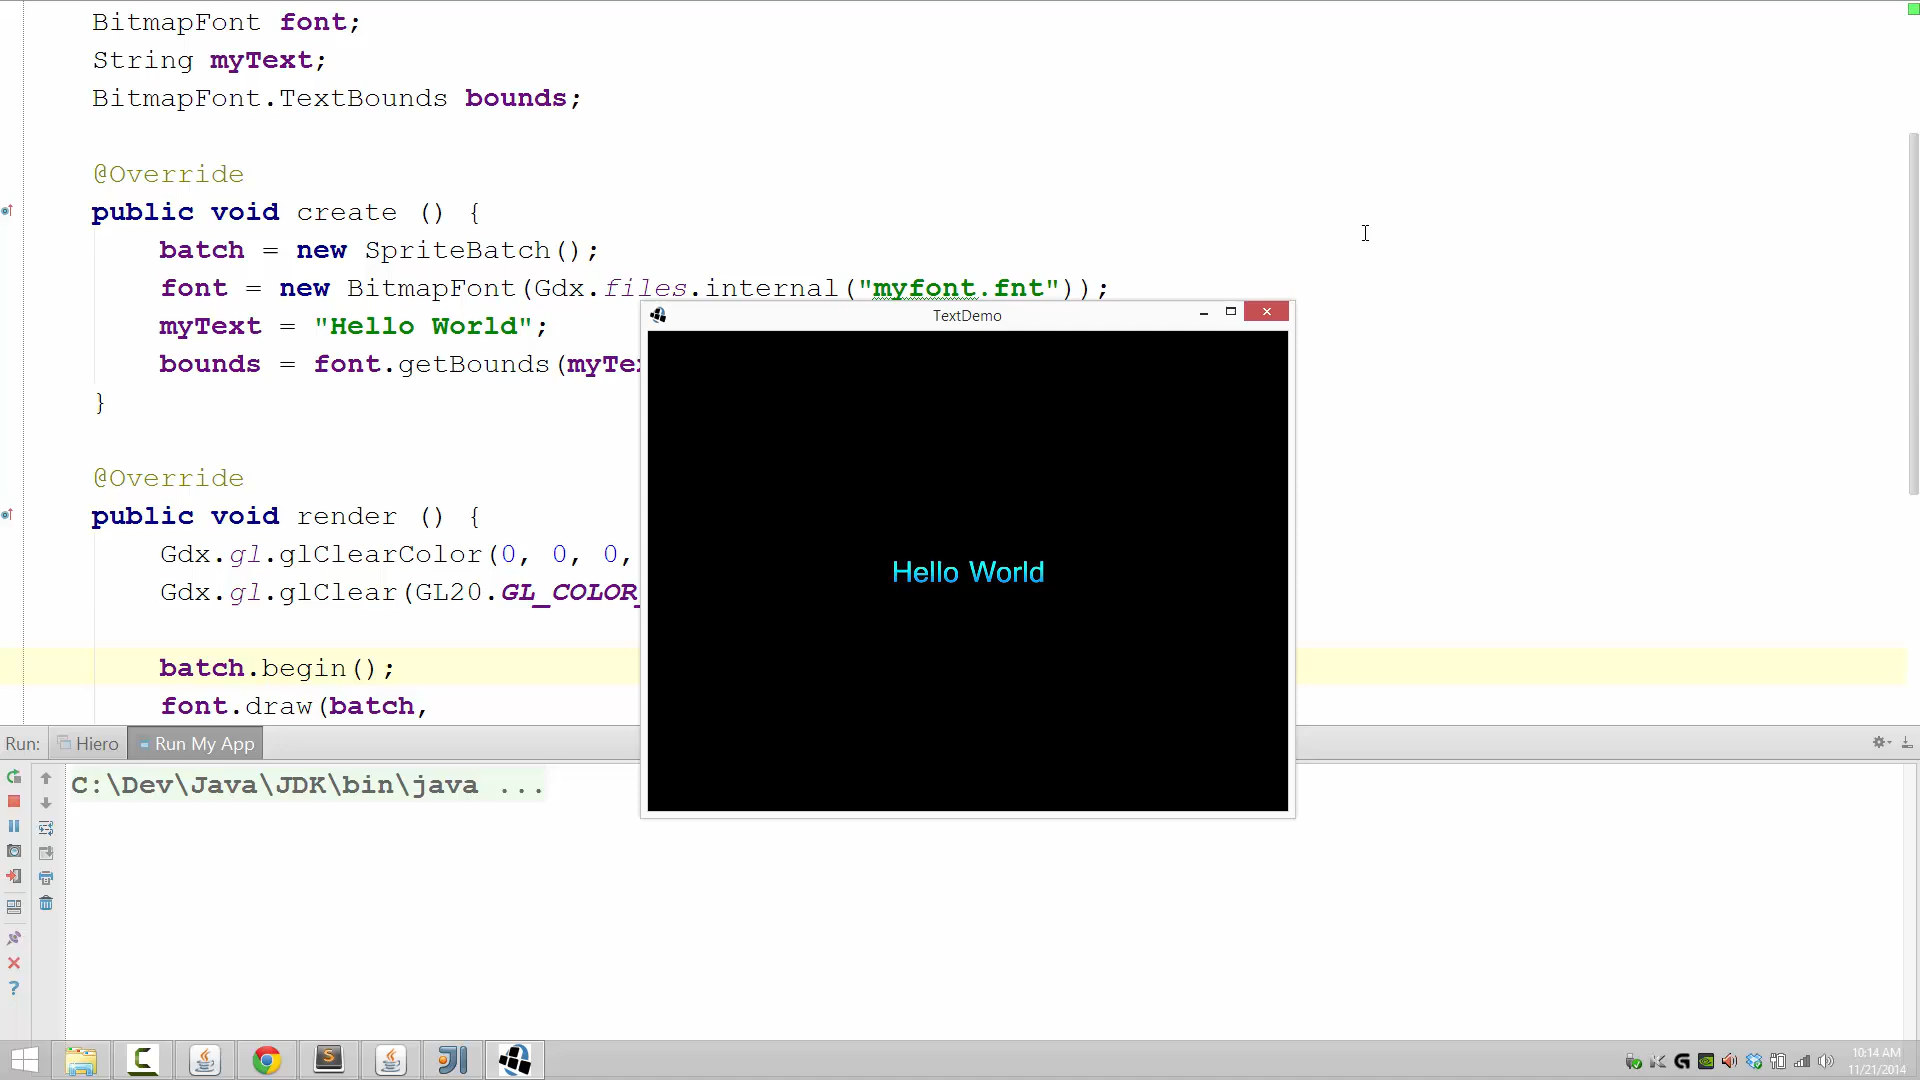 BitmapFont font;
String myText;
BitmapFont.TextBounds bounds;
@Override
public void create () {
batch = new SpriteBatch();
font = new BitmapFont(Gdx.files.internal("myfont.fnt"));
myText = "Hello World";
bounds = font.getBounds(myTe
}
@Override
public void render () {
Gdx.gl.glClearColor(0, 0, 0,
Gdx.gl.glClear(GL20.GL_COLOR_
batch.begin();
font.draw(batch,
TextDemo
Hello World
Run: Hiero Run My App
C:\Dev\Java\JDK\bin\java ...
10:14 AM
11/21/2014